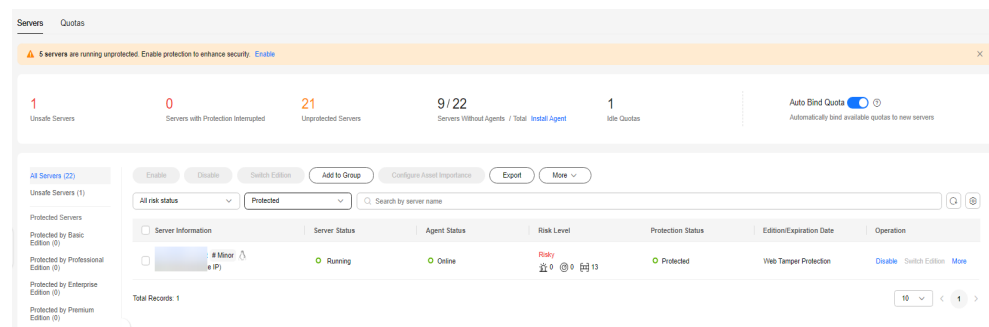 Servers Quotas
5 servers are running unprotected. Enable protection to enhance security. Enable
1 0 21 9/22 1
Unsafe Servers Servers with Protection Interrupted Unprotected Servers Servers Without Agents / Total Install Agent Idle Quotas
Auto Bind Quota
Automatically bind available quotas to new servers
All Servers (22)
Unsafe Servers (1)
Protected Servers
Protected by Basic
Edition (0)
Protected by Professional
Edition (0)
Protected by Enterprise
Edition (0)
Protected by Premium
Edition (0)
Enable Disable Switch Edition Add to Group Configure Asset Importance Export More
All risk status Protected Search by server name
Server Information Server Status Agent Status Risk Level Protection Status Edition/Expiration Date Operation
# Minor
e IP)
Running Online
Risky
0 0 13
Protected Web Tamper Protection Disable Switch Edition More
Total Records: 1
10 < 1 >